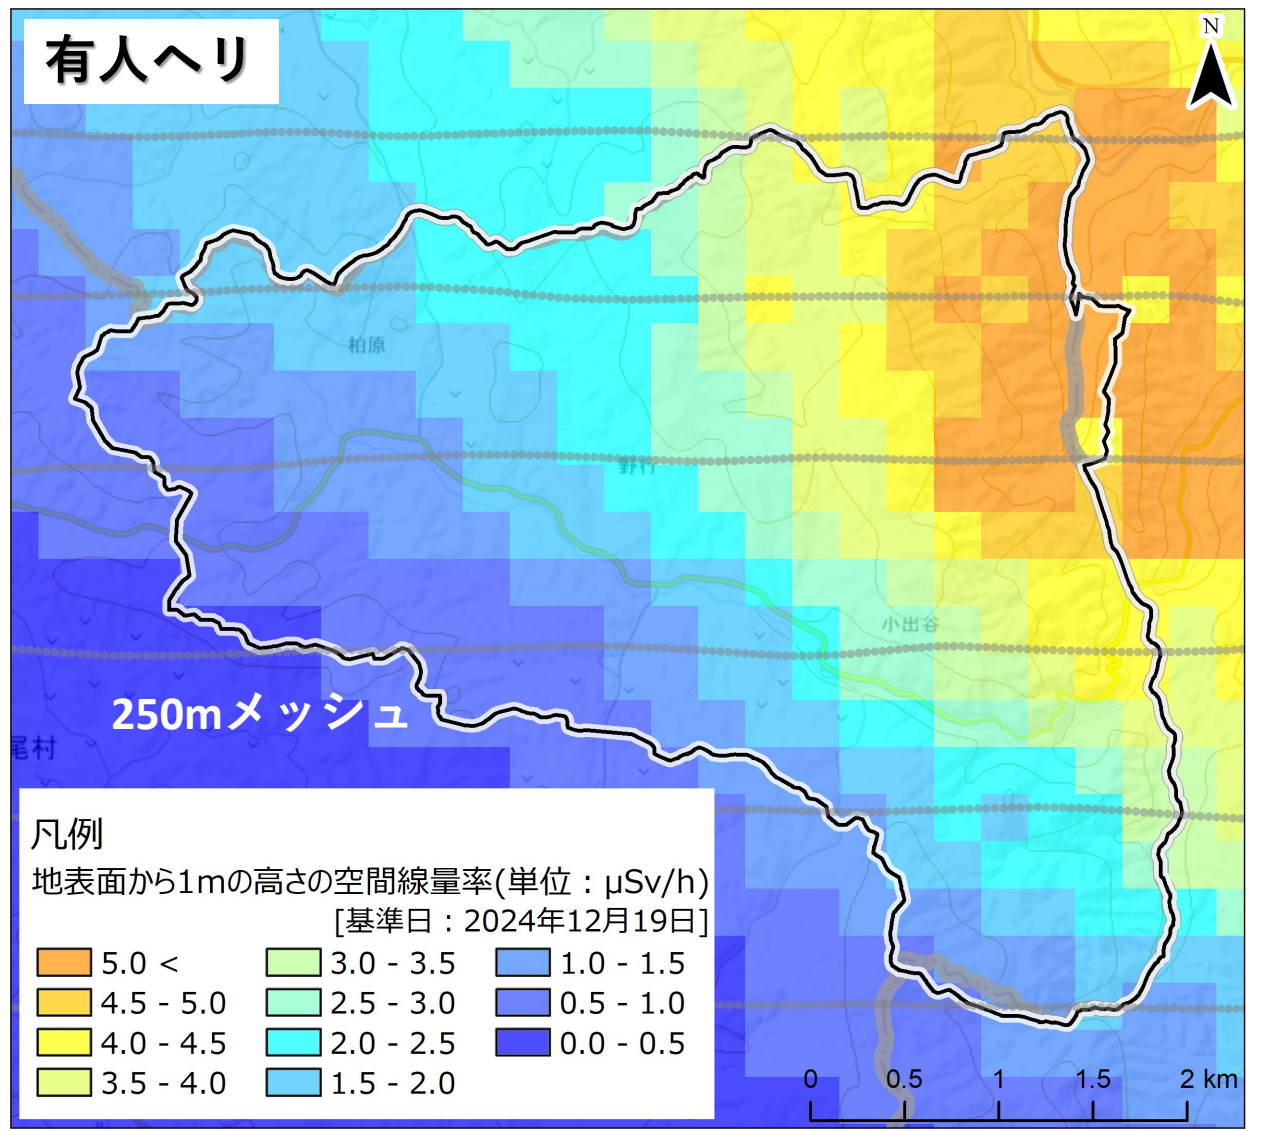 有人ヘリ
N
柏原
野行
小出谷
250mメッシュ
尾村
凡例
地表面から1mの高さの空間線量率(単位：μSv/h)
[基準日：2024年12月19日]
5.0 <
4.5 - 5.0
4.0 - 4.5
3.5 - 4.0
3.0 - 3.5
2.5 - 3.0
2.0 - 2.5
1.5 - 2.0
1.0 - 1.5
0.5 - 1.0
0.0 - 0.5
0 0.5 1 1.5 2 km